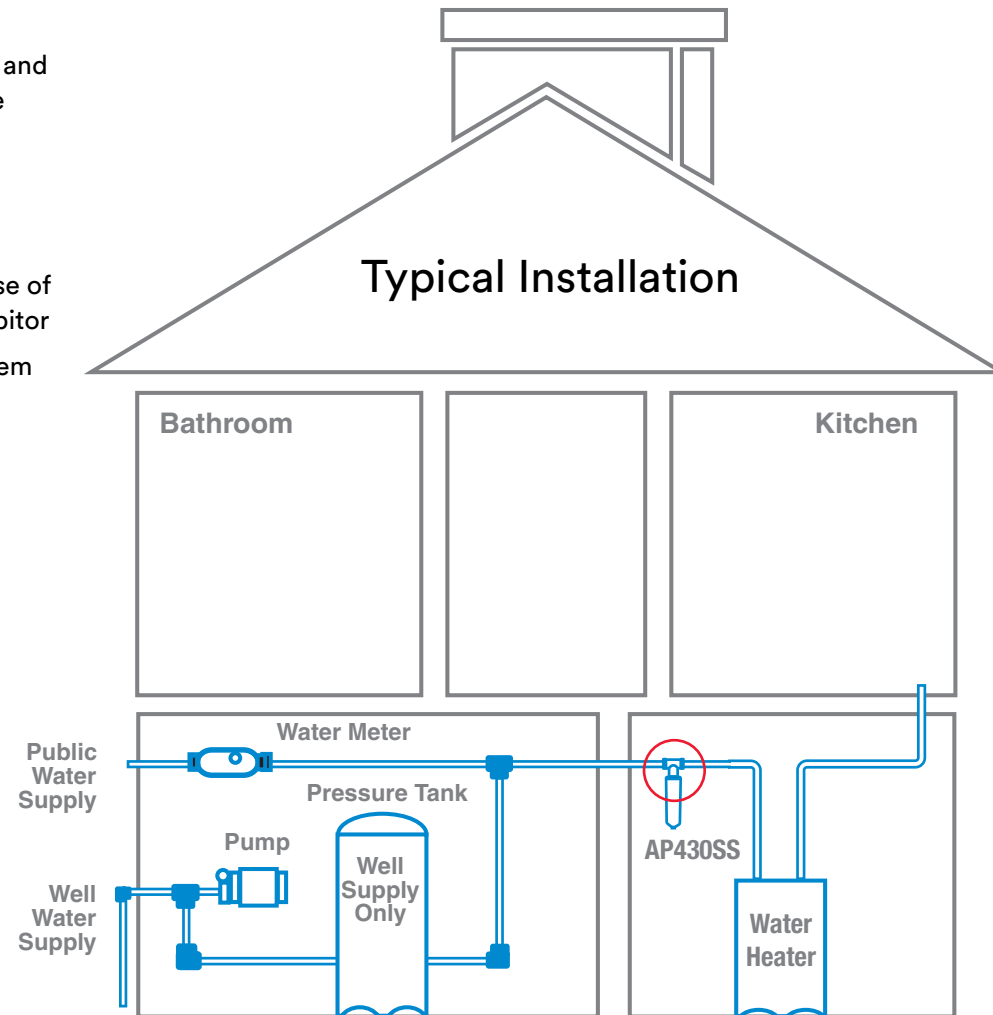 and
se of
em
Typical Installation
Bathroom
Kitchen
Water Meter
Public
Water
Supply
Pressure Tank
Pump
AP430SS
Well
Supply
Only
Well
Water
Supply
Water
Heater